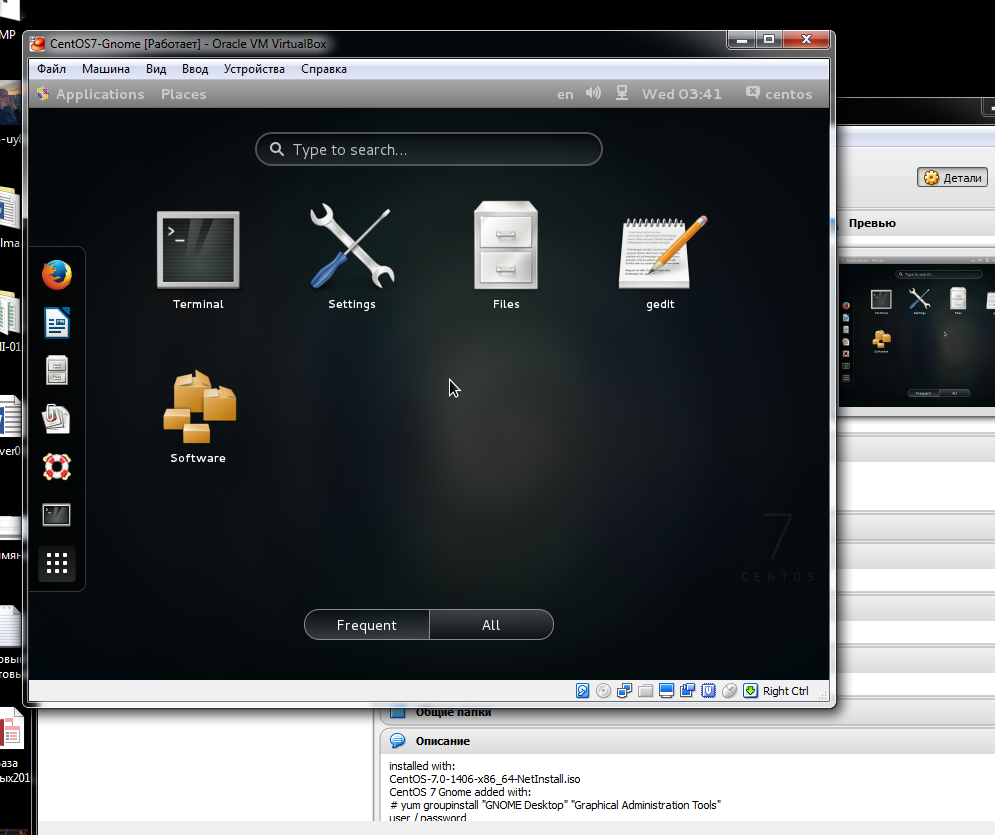 MP
CentOS7-Gnome [Работает] - Oracle VM VirtualBox
Файл Машина Вид Ввод Устройства Справка
Applications Places en Wed 03:41 centos
Type to search...
Terminal Settings Files gedit
Software
7
CENTOS
Frequent All
Right Ctrl
Детали
Превью
Общие папки
Описание
installed with:
CentOS-7.0-1406-x86_64-NetInstall.iso
CentOS 7 Gnome added with:
# yum groupinstall "GNOME Desktop" "Graphical Administration Tools"
user / password